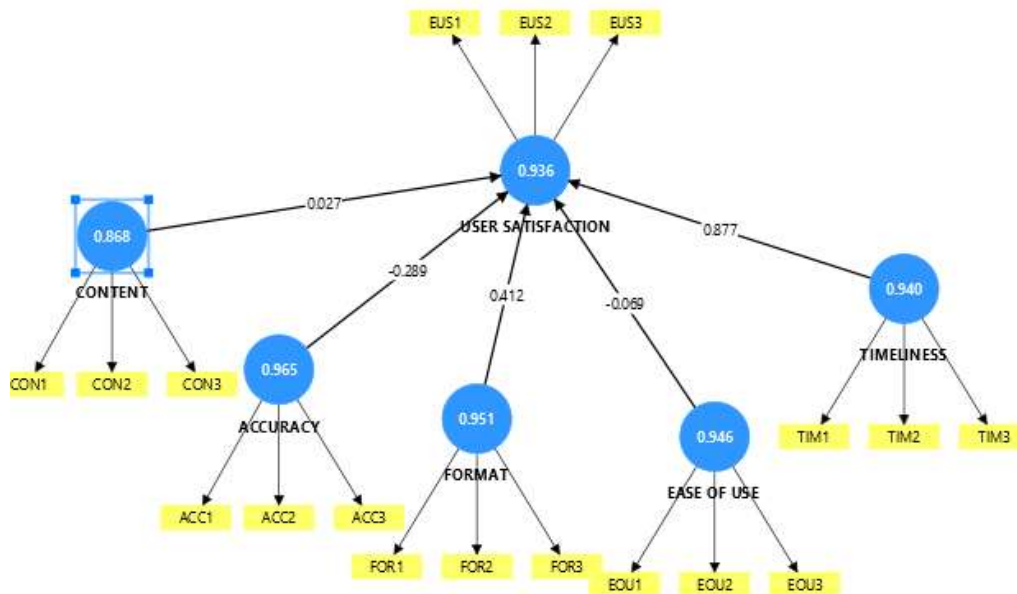 EUS1 EUS2 EUS3
0.936
USER SATISFACTION
0.027
0.877
0.868
CONTENT
-0.289
0.412
-0.069
0.940
TIMELINESS
CON1 CON2 CON3
0.965
ACCURACY
0.951
FORMAT
0.946
EASE OF USE
TIM1 TIM2 TIM3
ACC1 ACC2 ACC3
FOR1 FOR2 FOR3
EOU1 EOU2 EOU3